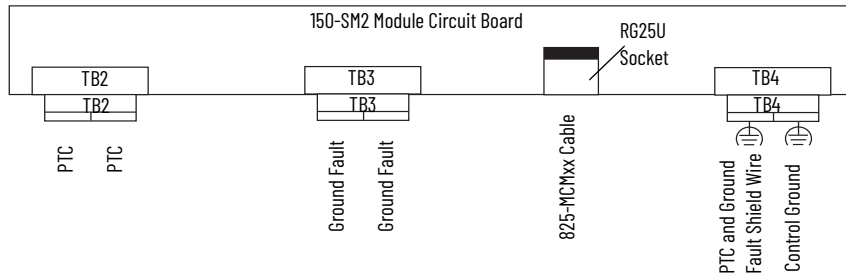 150-SM2 Module Circuit Board
RG25U
Socket
TB2
TB3
TB4
TB2
TB3
TB4
PTC
PTC
Ground Fault
Ground Fault
825-MCMxx Cable
PTC and Ground
Fault Shield Wire
Control Ground